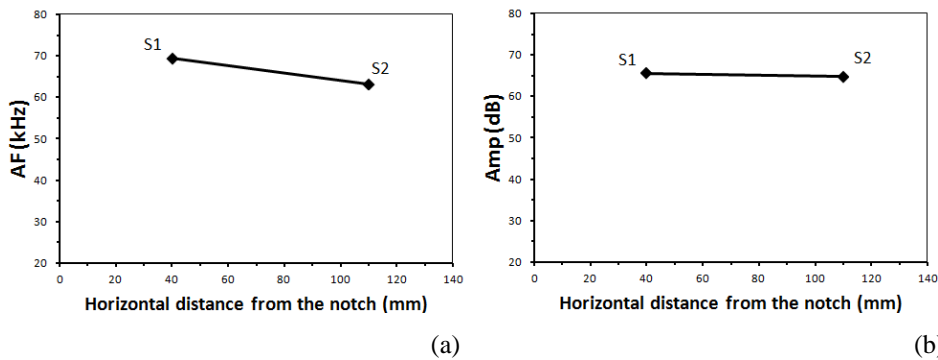 80
70
60
50
40
30
20
AF (kHz)
S1
S2
0 20 40 60 80 100 120 140
Horizontal distance from the notch (mm)
(a)
80
70
60
50
40
30
20
Amp (dB)
S1
S2
0 20 40 60 80 100 120 140
Horizontal distance from the notch (mm)
(b)